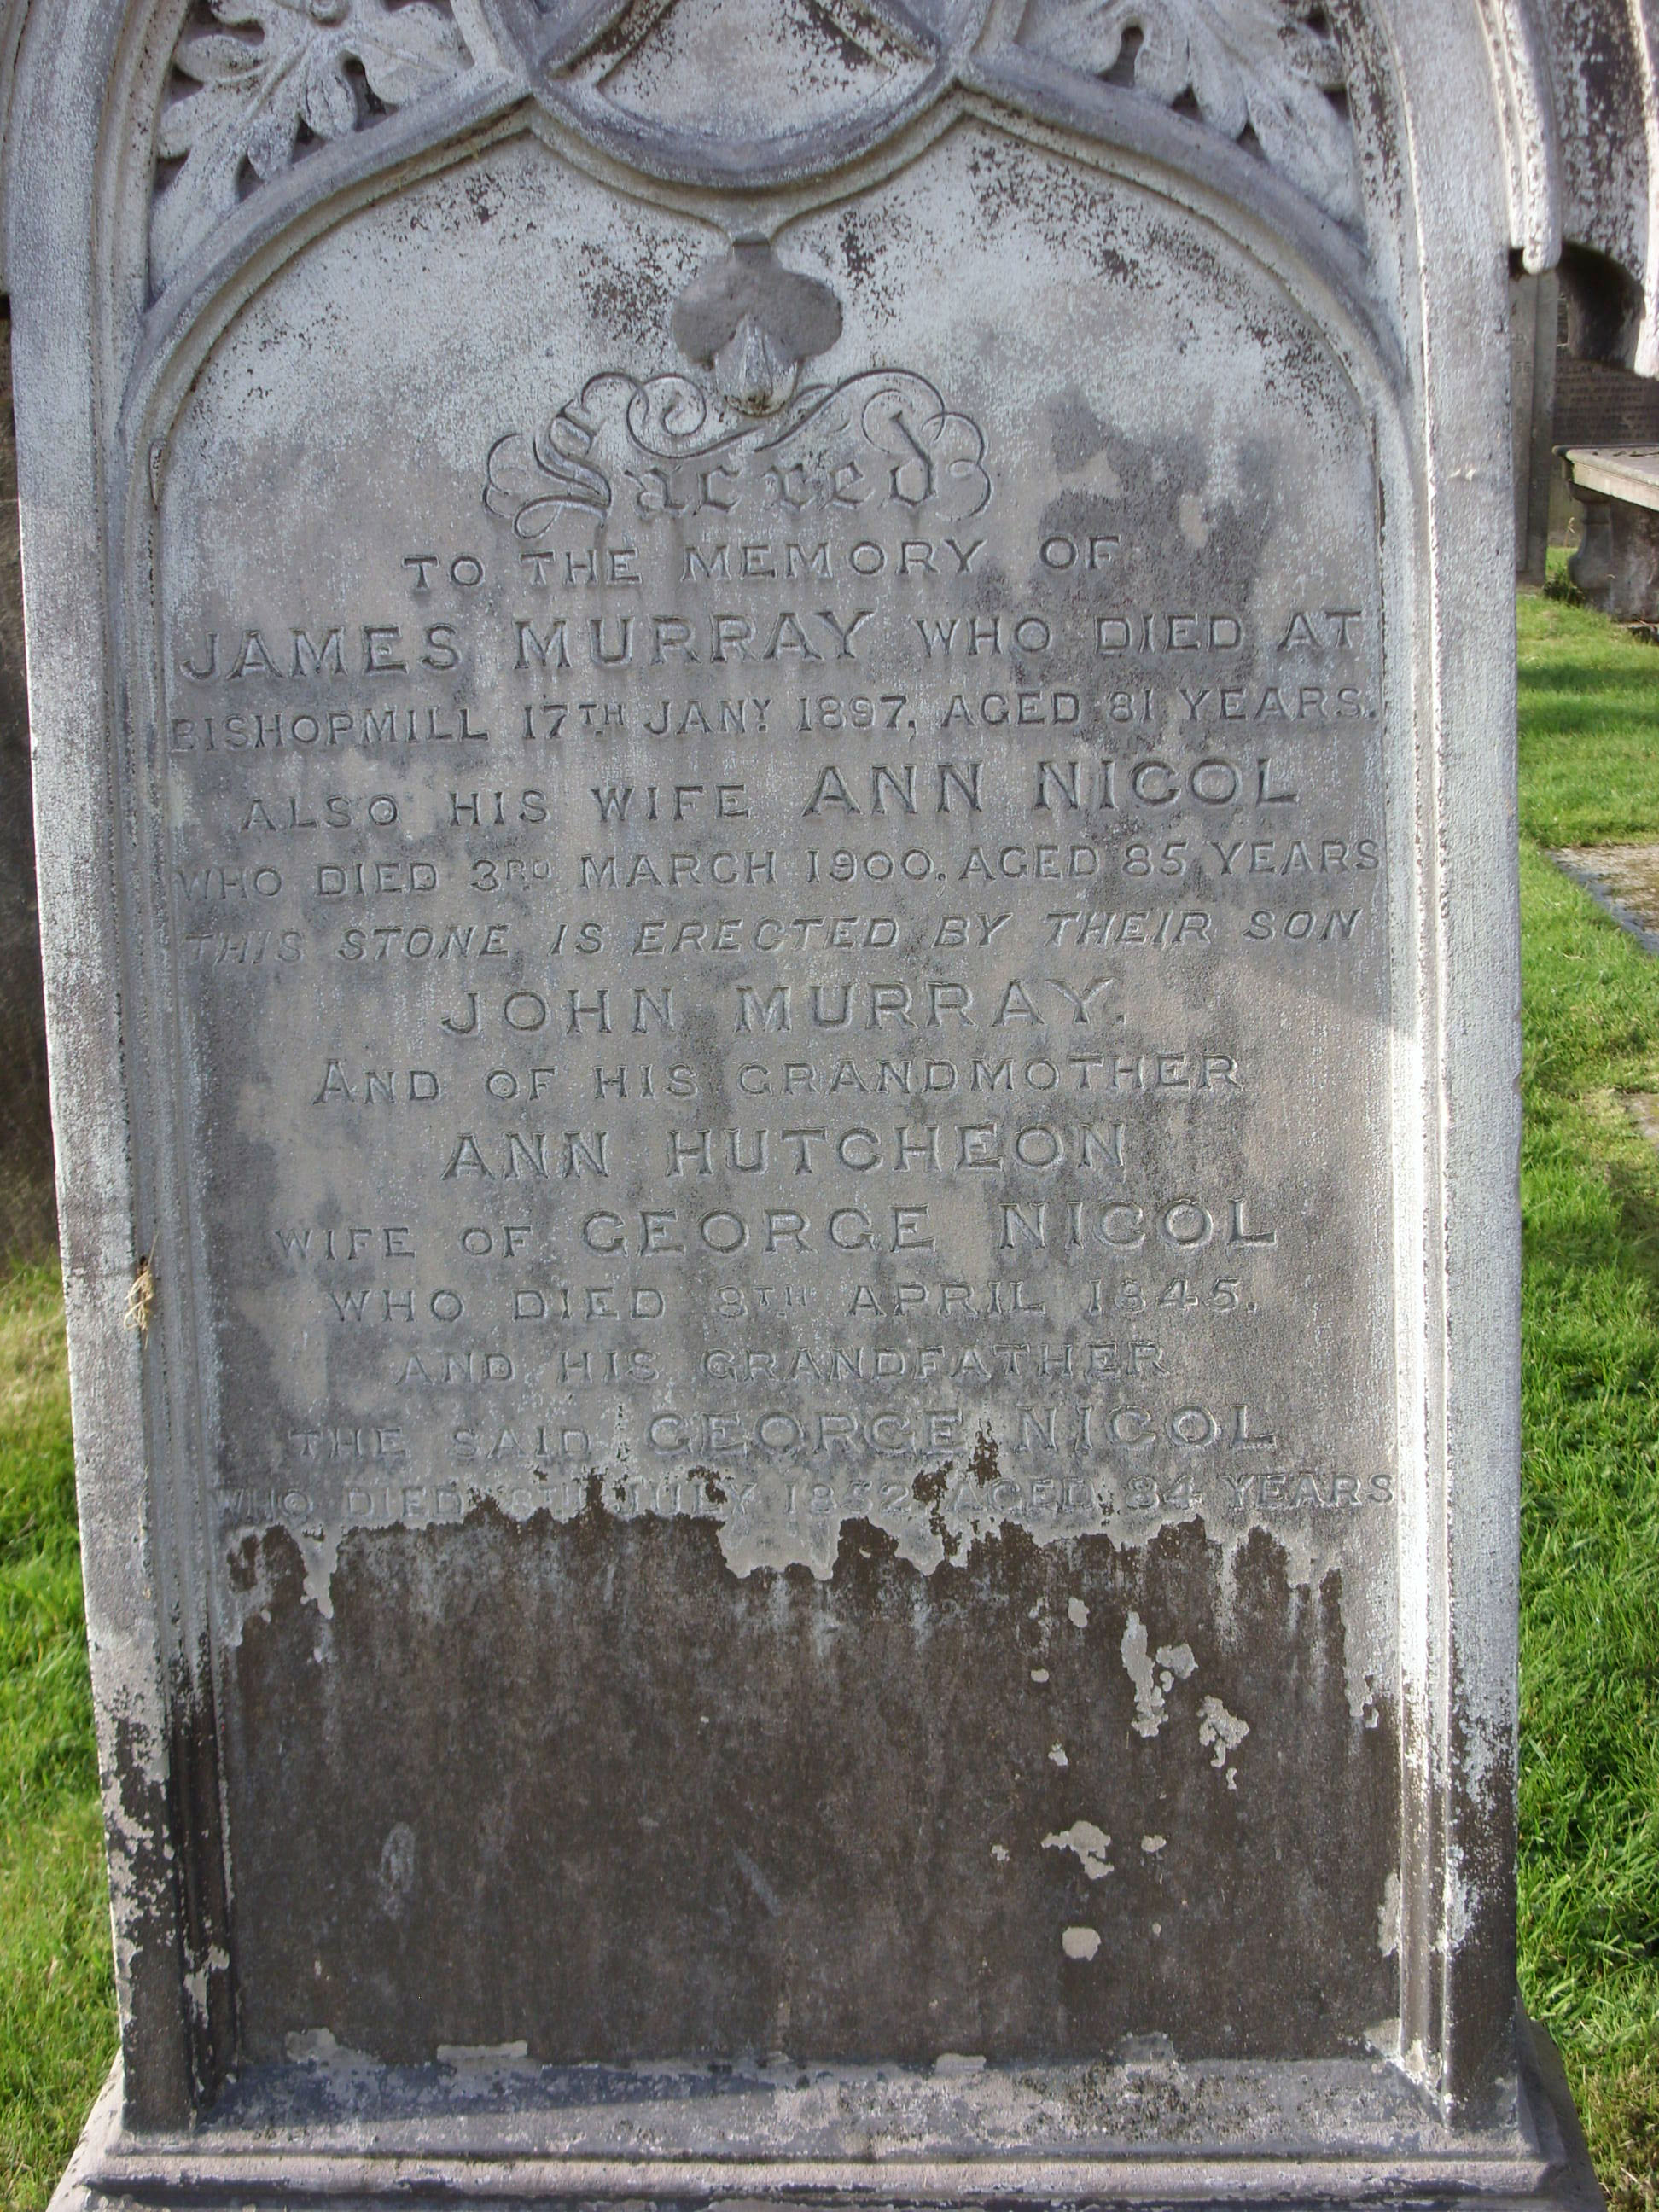 Sacred
TO THE MEMORY OF
JAMES MURRAY WHO DIED AT
BISHOPMILL 17TH JANY. 1897, AGED 81 YEARS.
ALSO HIS WIFE ANN NICOL
WHO DIED 3RD MARCH 1900, AGED 85 YEARS
THIS STONE IS ERECTED BY THEIR SON
JOHN MURRAY.
AND OF HIS GRANDMOTHER
ANN HUTCHEON
WIFE OF GEORGE NICOL
WHO DIED 8TH APRIL 1845.
AND HIS GRANDFATHER
THE SAID GEORGE NICOL
WHO DIED JULY AGED 84 YEARS